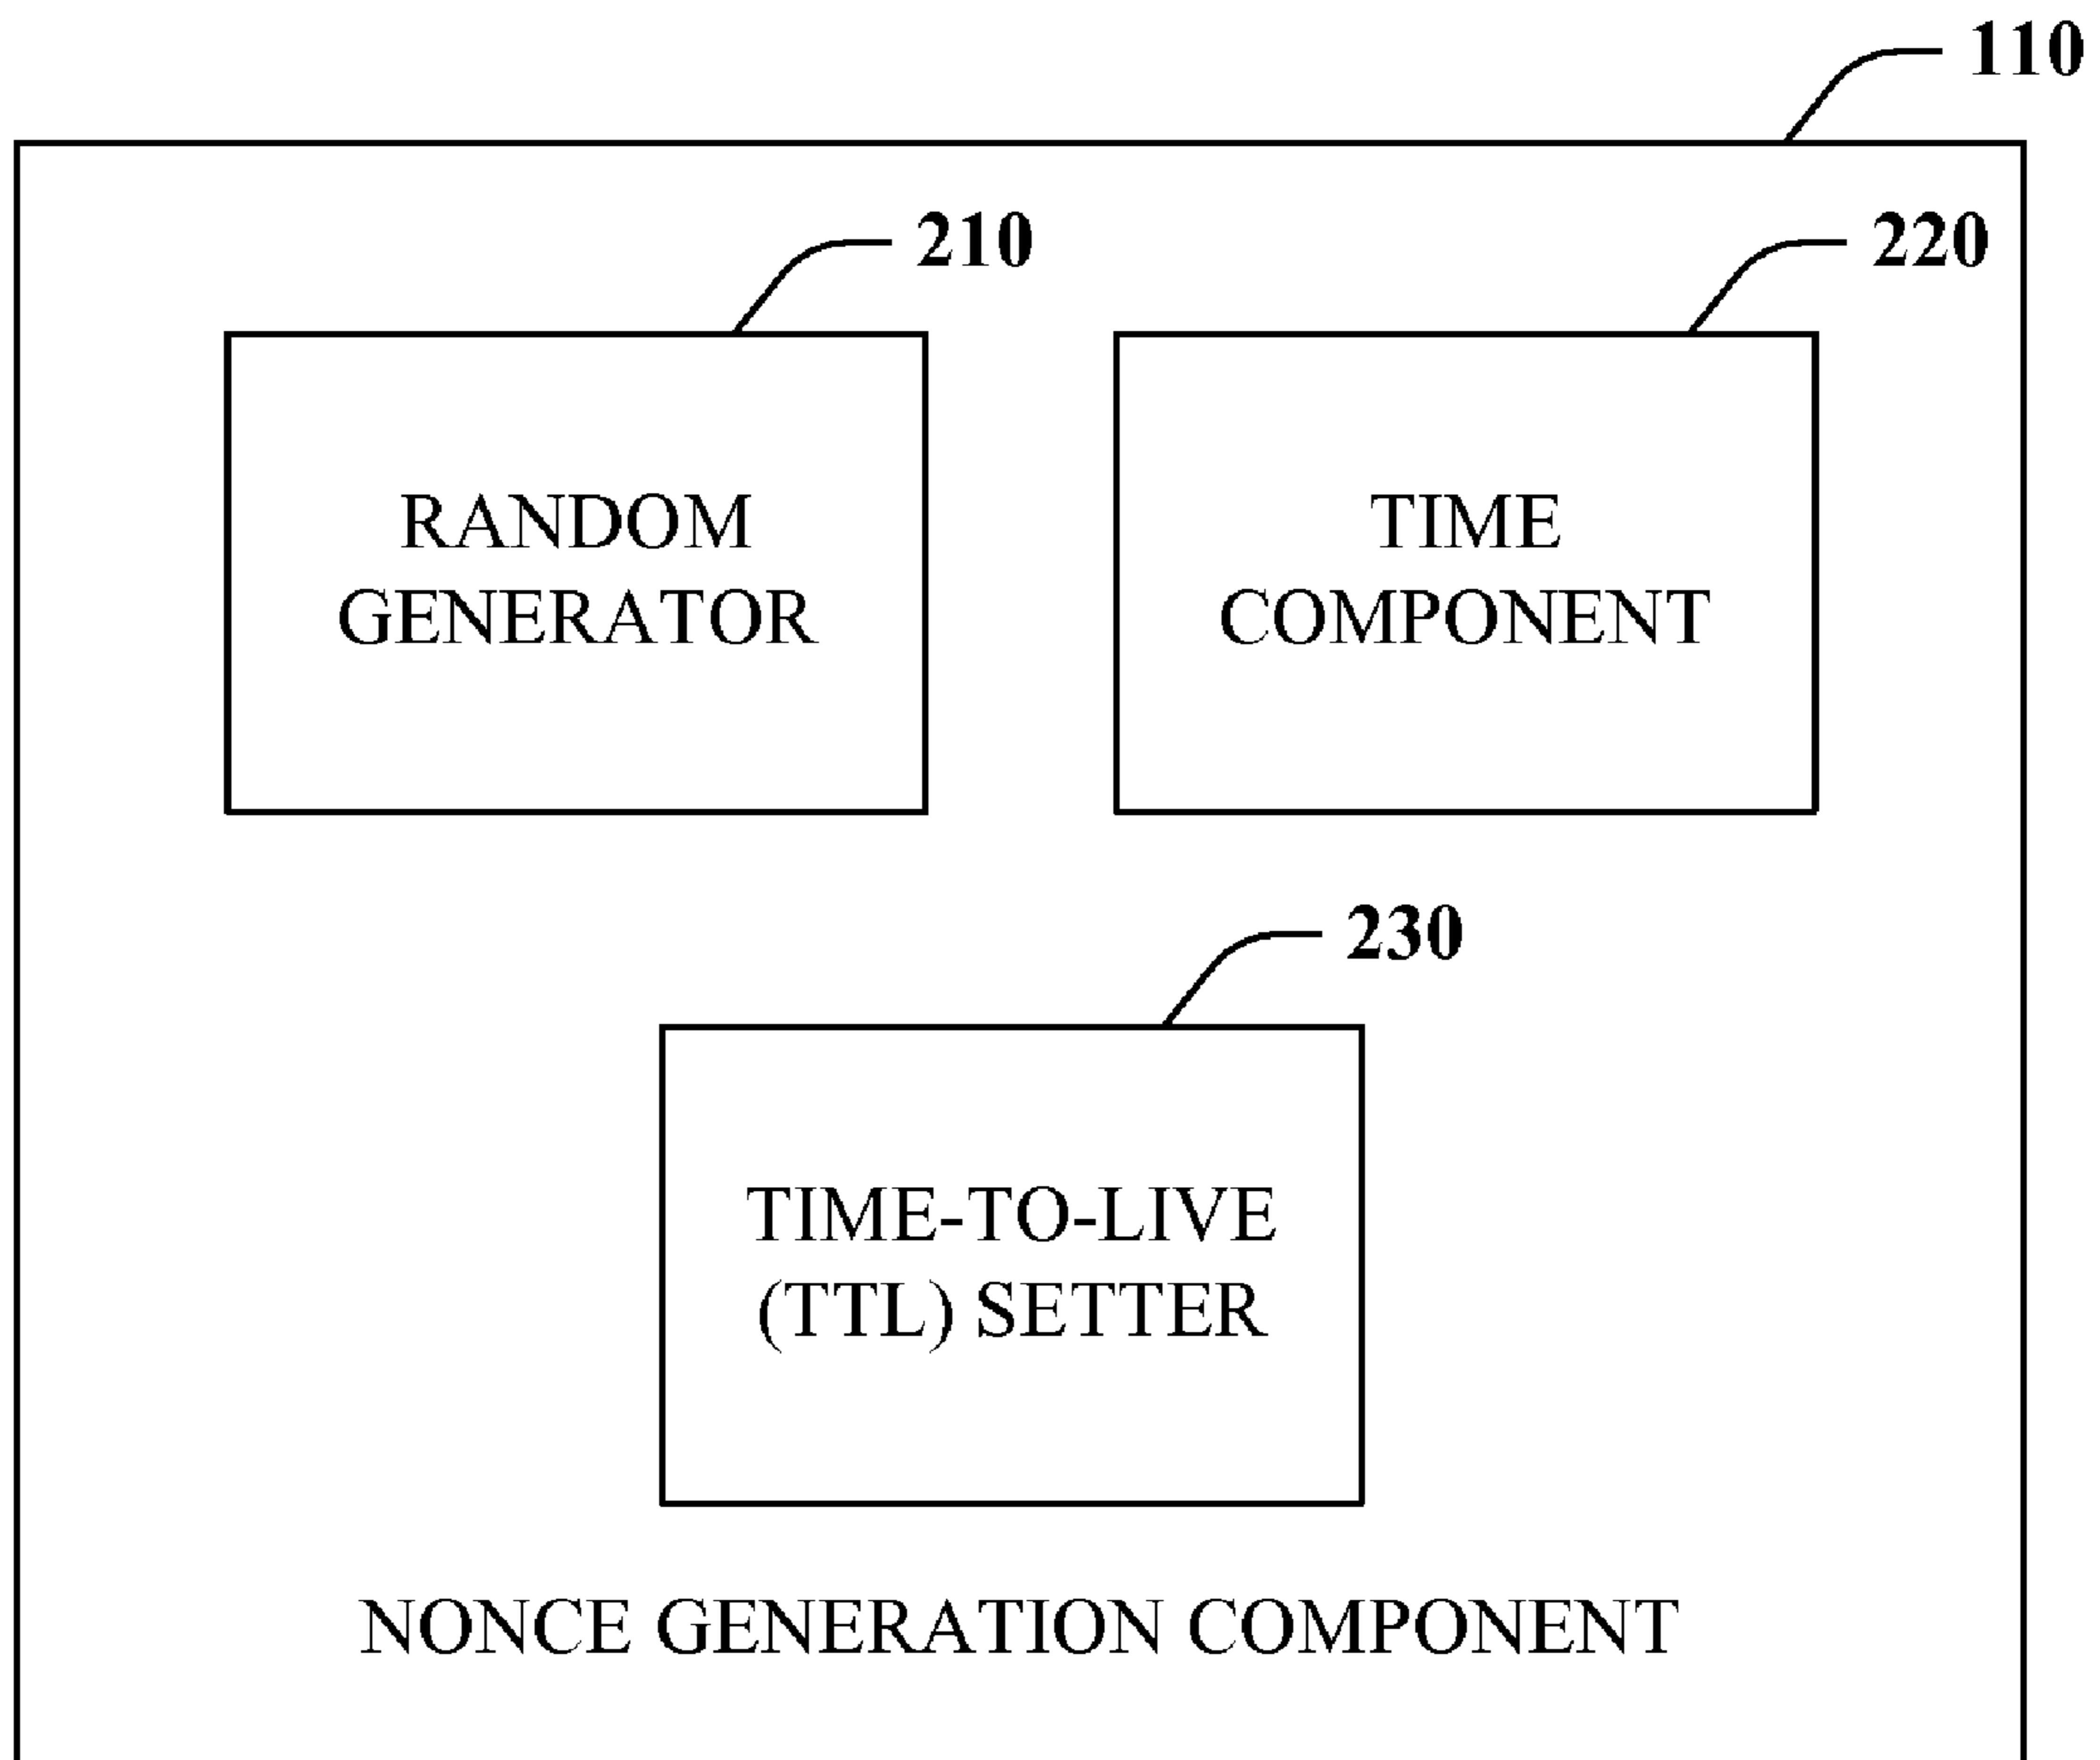 110
210
220
RANDOM
GENERATOR
TIME
COMPONENT
230
TIME-TO-LIVE
(TTL) SETTER
NONCE GENERATION COMPONENT